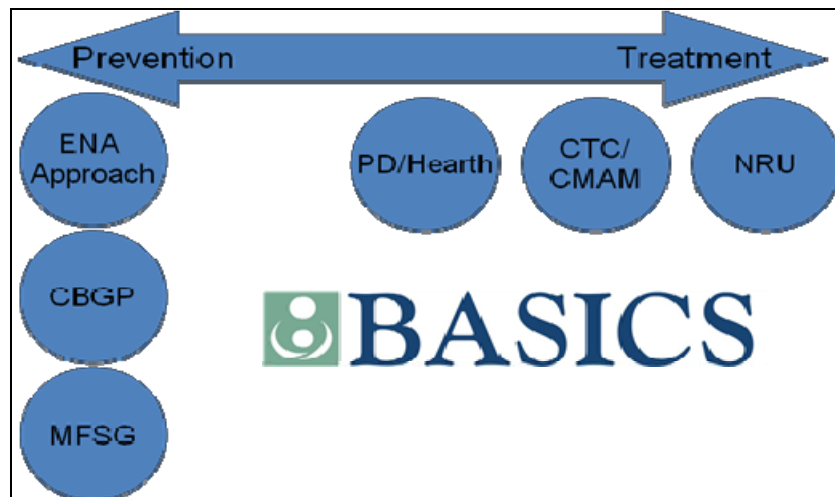 Prevention Treatment
ENA
Approach
PD/Hearth
CTC/
CMAM
NRU
CBGP
BASICS
MFSG